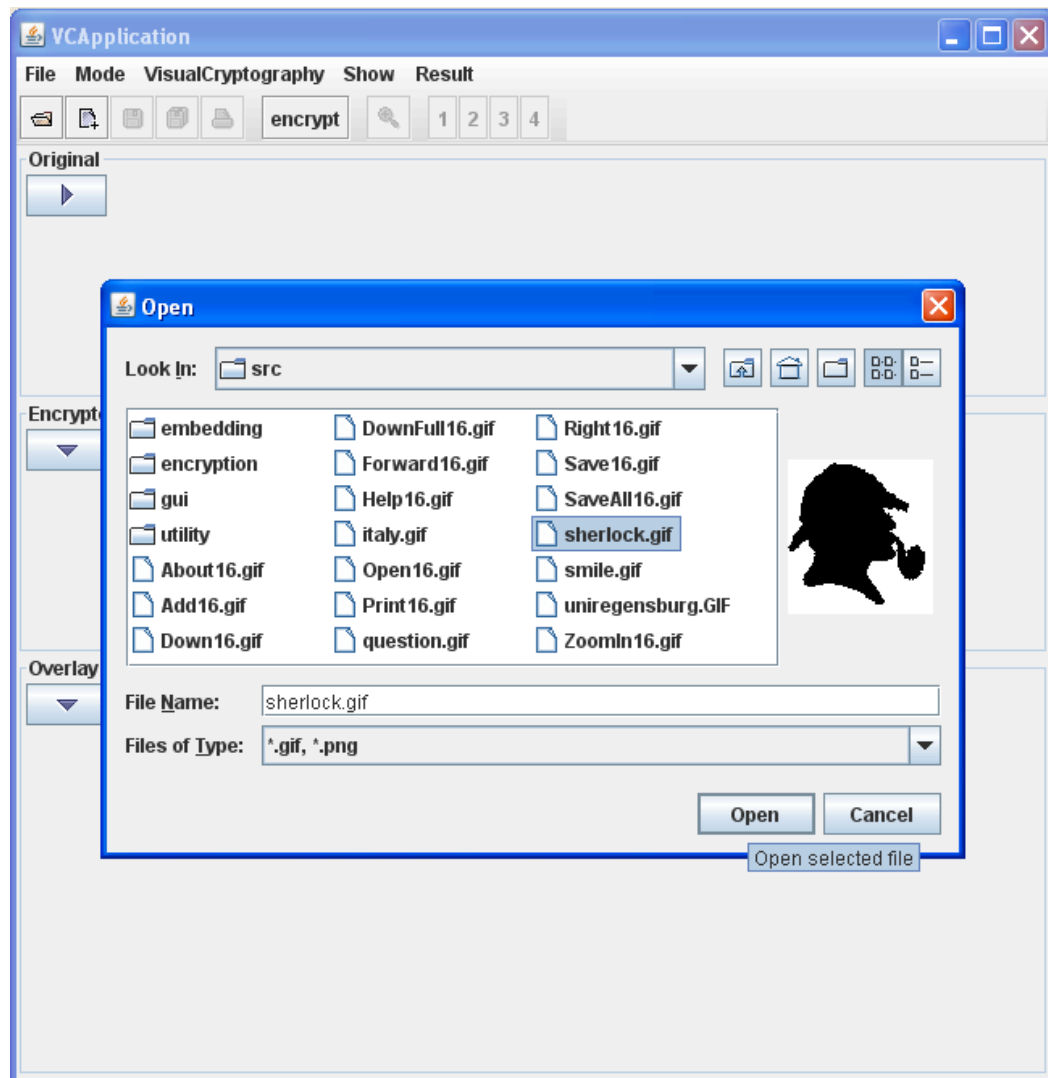 VCApplication
File Mode VisualCryptography Show Result
encrypt 1 2 3 4
Original
Open
Look In: src
embedding DownFull16.gif Right16.gif
encryption Forward16.gif Save16.gif
gui Help16.gif SaveAll16.gif
utility italy.gif sherlock.gif
About16.gif Open16.gif smile.gif
Add16.gif Print16.gif uniregensburg.GIF
Down16.gif question.gif ZoomIn16.gif
Encrypte
Overlay
File Name: sherlock.gif
Files of Type: *.gif, *.png
Open Cancel
Open selected file